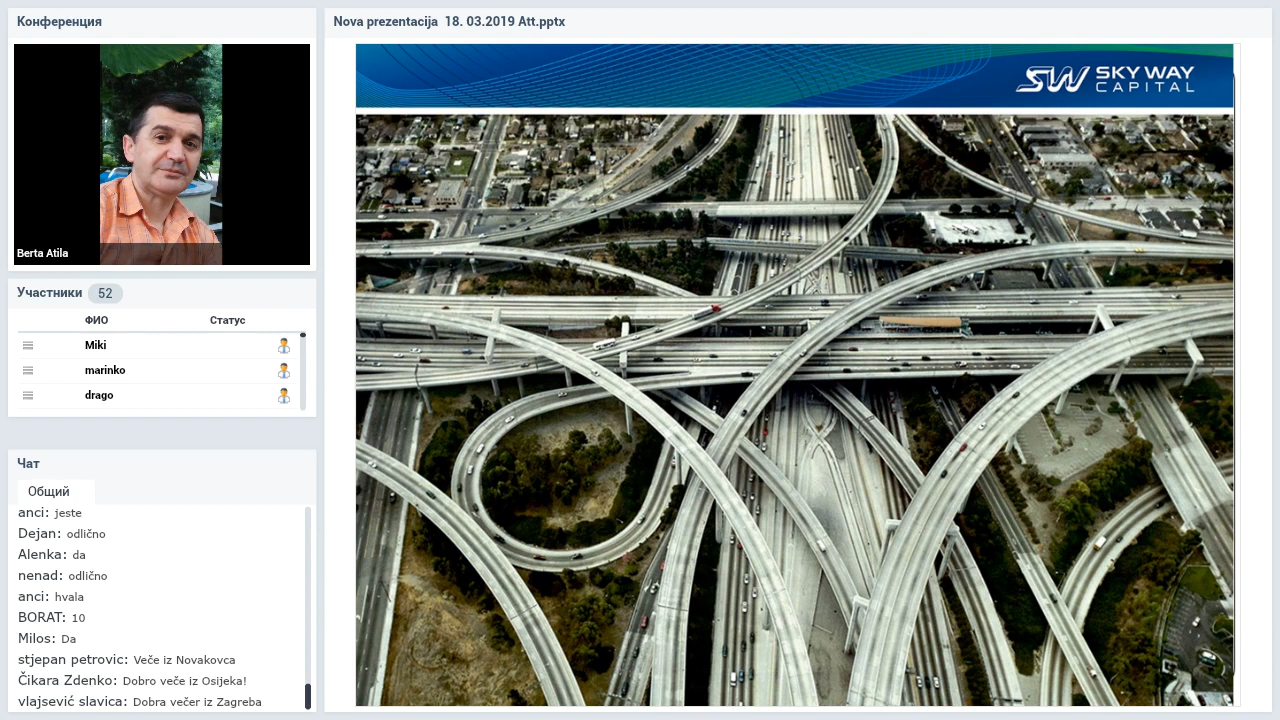 Конференция
Berta Atila
Участники 52
ФИО Статус
Miki
marinko
drago
Чат
Общий
anci: jeste
Dejan: odlično
Alenka: da
nenad: odlično
anci: hvala
BORAT: 10
Milos: Da
stjepan petrovic: Veče iz Novakovca
Čikara Zdenko: Dobro veče iz Osijeka!
vlajsević slavica: Dobra večer iz Zagreba
Nova prezentacija 18. 03.2019 Att.pptx
SW SKY WAY
CAPITAL